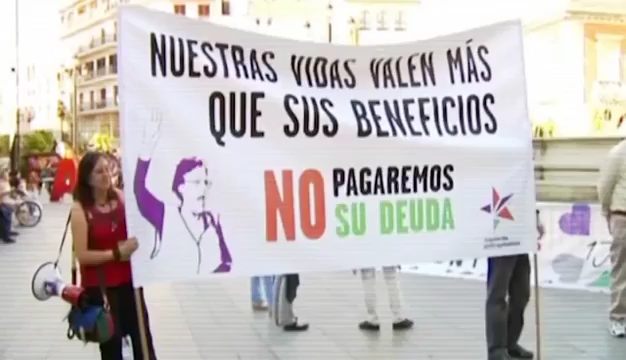 NUESTRAS VIDAS VALEN MÁS
QUE SUS BENEFICIOS
NO PAGAREMOS
SU DEUDA